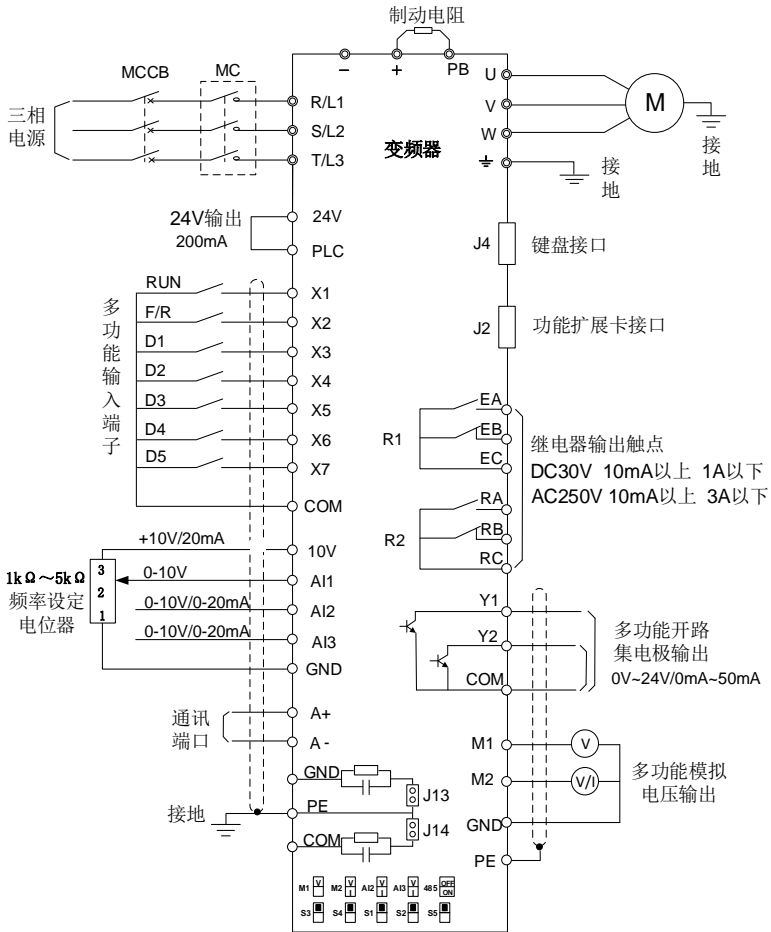 制动电阻
MCCB
MC
−
+
PB
三相
电源
R/L1
S/L2
T/L3
变频器
U
V
W
M
接
地
接
地
24V输出
200mA
24V
PLC
J4
键盘接口
J2
功能扩展卡接口
多
功
能
输
入
端
子
RUN
F/R
D1
D2
D3
D4
D5
X1
X2
X3
X4
X5
X6
X7
COM
R1
EA
EB
EC
R2
RA
RB
RC
继电器输出触点
DC30V 10mA以上 1A以下
AC250V 10mA以上 3A以下
1kΩ～5kΩ
频率设定
电位器
3
2
1
+10V/20mA
0-10V
0-10V/0-20mA
0-10V/0-20mA
10V
AI1
AI2
AI3
GND
Y1
Y2
COM
多功能开路
集电极输出
0V~24V/0mA~50mA
通讯
端口
A+
A -
M1
M2
GND
PE
V
V/I
多功能模拟
电压输出
接地
GND
PE
COM
J13
J14
M1 V I
M2 V I
AI2 V I
AI3 V I
485 OFF ON
S3
S4
S1
S2
S5